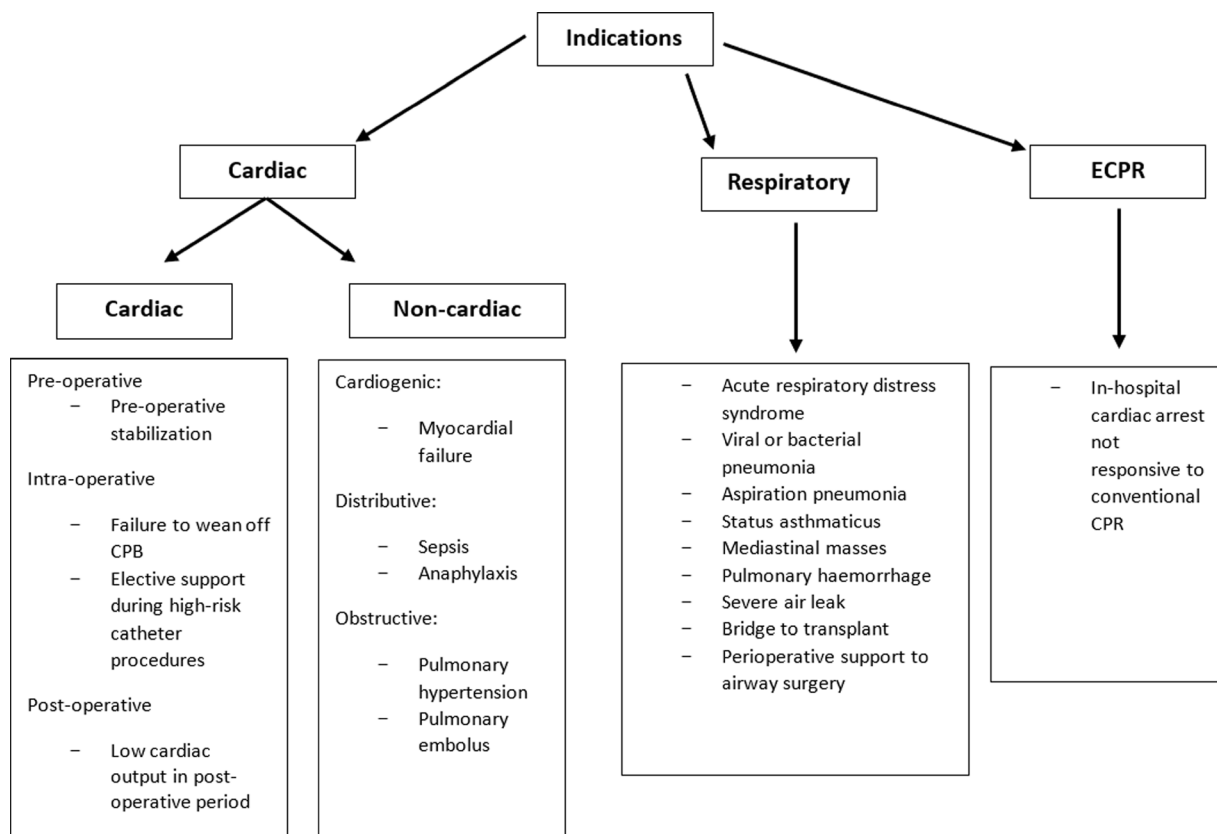 Indications
Cardiac
Respiratory
ECPR
Cardiac
Non-cardiac
Pre-operative
− Pre-operative
stabilization
Intra-operative
− Failure to wean off
CPB
− Elective support
during high-risk
catheter
procedures
Post-operative
− Low cardiac
output in post-
operative period
Cardiogenic:
− Myocardial
failure
Distributive:
− Sepsis
− Anaphylaxis
Obstructive:
− Pulmonary
hypertension
− Pulmonary
embolus
− Acute respiratory distress
syndrome
− Viral or bacterial
pneumonia
− Aspiration pneumonia
− Status asthmaticus
− Mediastinal masses
− Pulmonary haemorrhage
− Severe air leak
− Bridge to transplant
− Perioperative support to
airway surgery
− In-hospital
cardiac arrest
not
responsive to
conventional
CPR